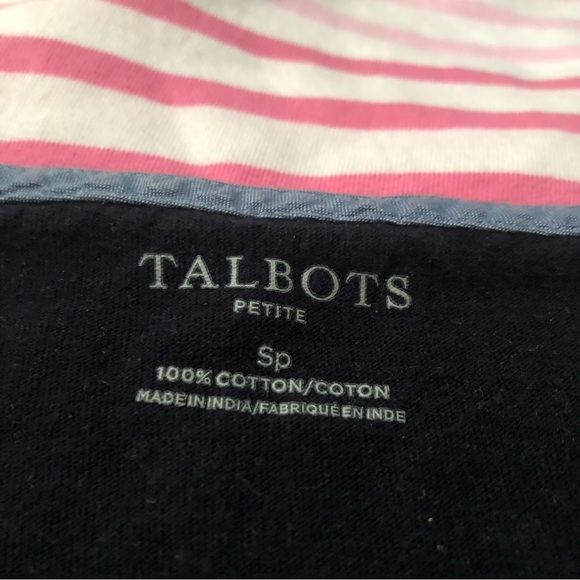 TALBOTS
PETITE
Sp
100% COTTON/COTON
MADE IN INDIA/FABRIQUÉ EN INDE